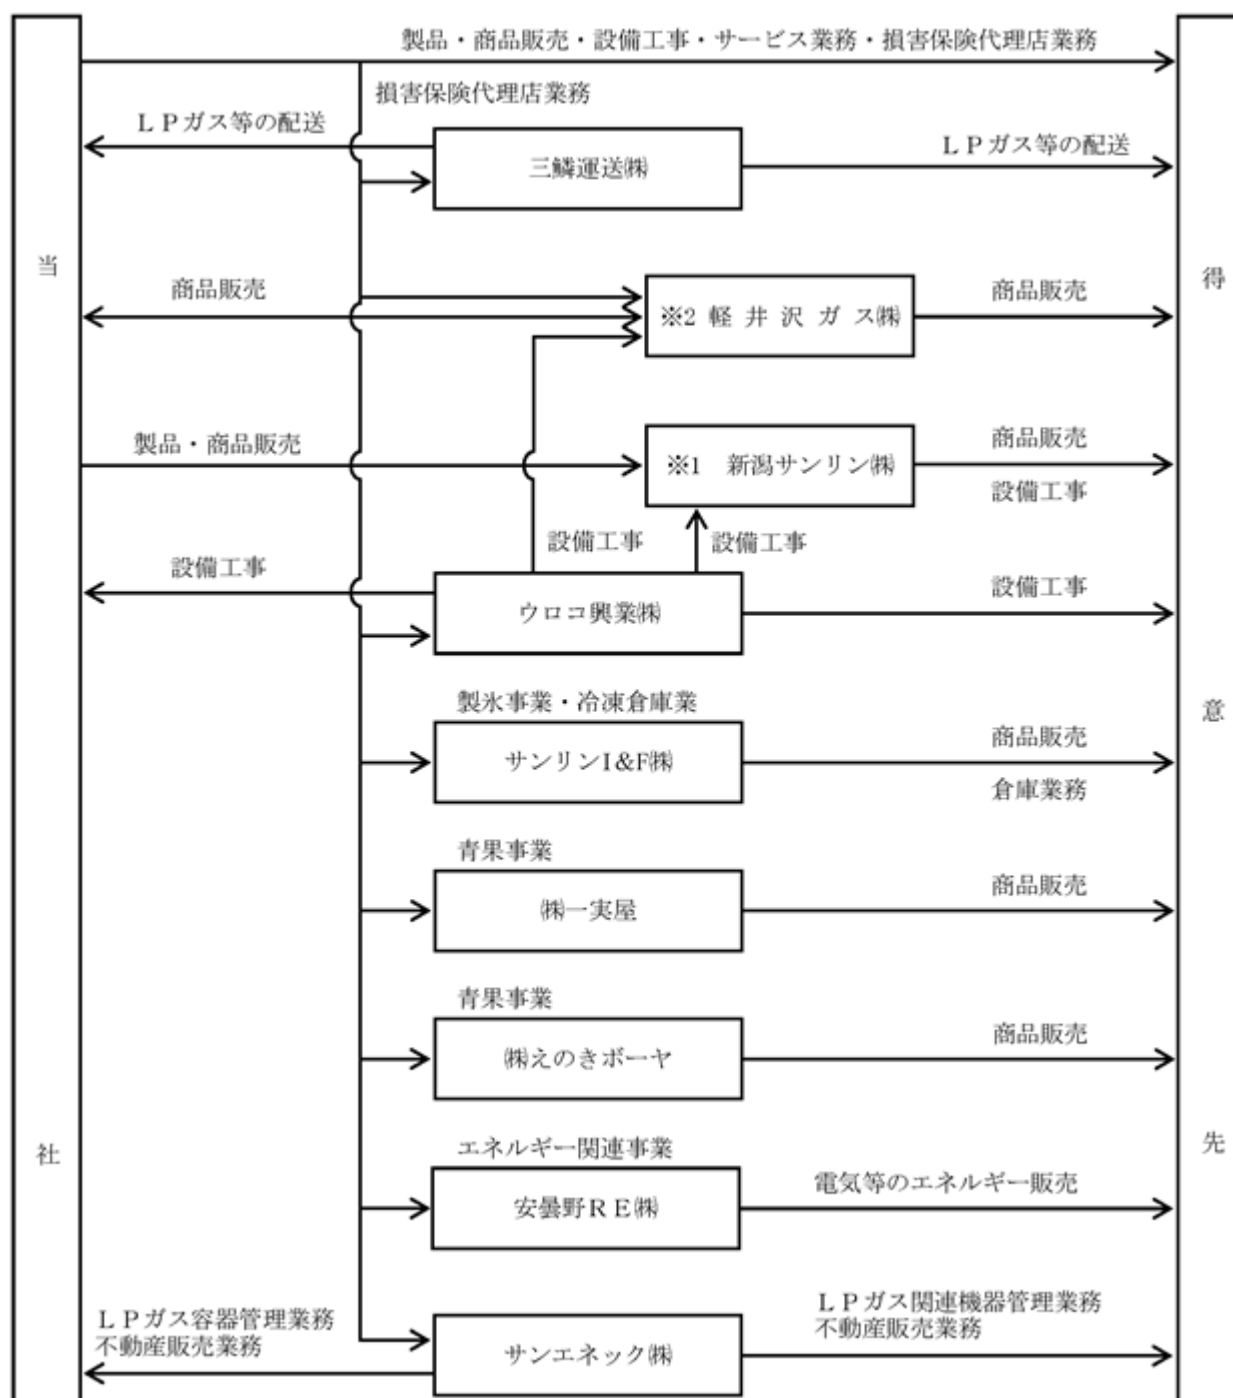 製品・商品販売・設備工事・サービス業務・損害保険代理店業務
損害保険代理店業務
ＬＰガス等の配送
ＬＰガス等の配送
三鱗運送㈱
当
得
商品販売
商品販売
※2 軽 井 沢 ガ ス㈱
製品・商品販売
商品販売
※1　新潟サンリン㈱
設備工事
設備工事
設備工事
設備工事
設備工事
ウロコ興業㈱
製氷事業・冷凍倉庫業
意
商品販売
サンリンI&F㈱
倉庫業務
青果事業
商品販売
㈱一実屋
青果事業
商品販売
㈱えのきボーヤ
社
先
エネルギー関連事業
電気等のエネルギー販売
安曇野ＲＥ㈱
ＬＰガス容器管理業務
不動産販売業務
ＬＰガス関連機器管理業務
不動産販売業務
サンエネック㈱